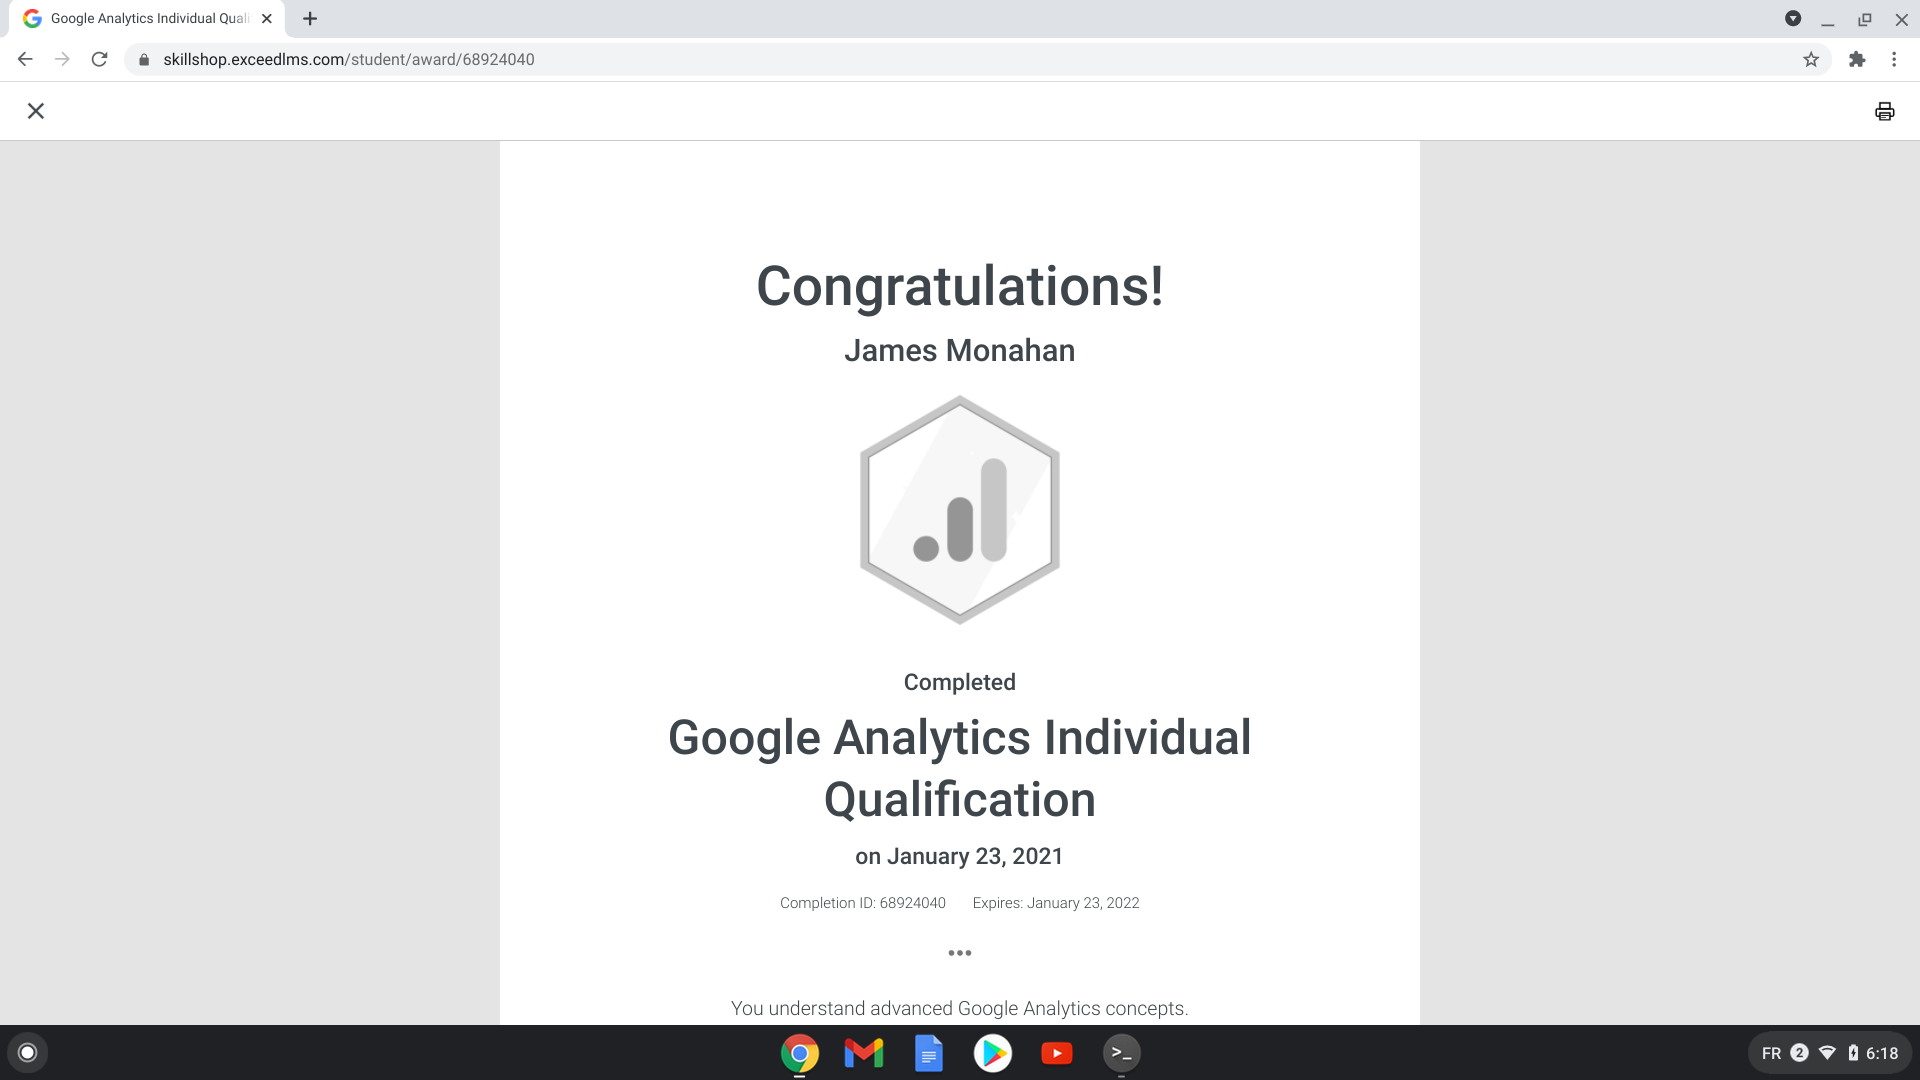 Google Analytics Individual Quali
skillshop.exceedlms.com/student/award/68924040
Congratulations!
James Monahan
Completed
Google Analytics Individual
Qualification
on January 23, 2021
Completion ID: 68924040 Expires: January 23, 2022
•••
You understand advanced Google Analytics concepts.
>_
FR 2 6:18